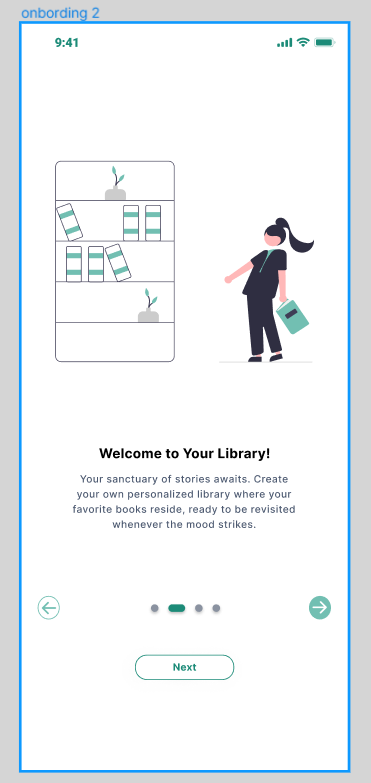 onbording 2
9:41
Welcome to Your Library!
Your sanctuary of stories awaits. Create
your own personalized library where your
favorite books reside, ready to be revisited
whenever the mood strikes.
Next